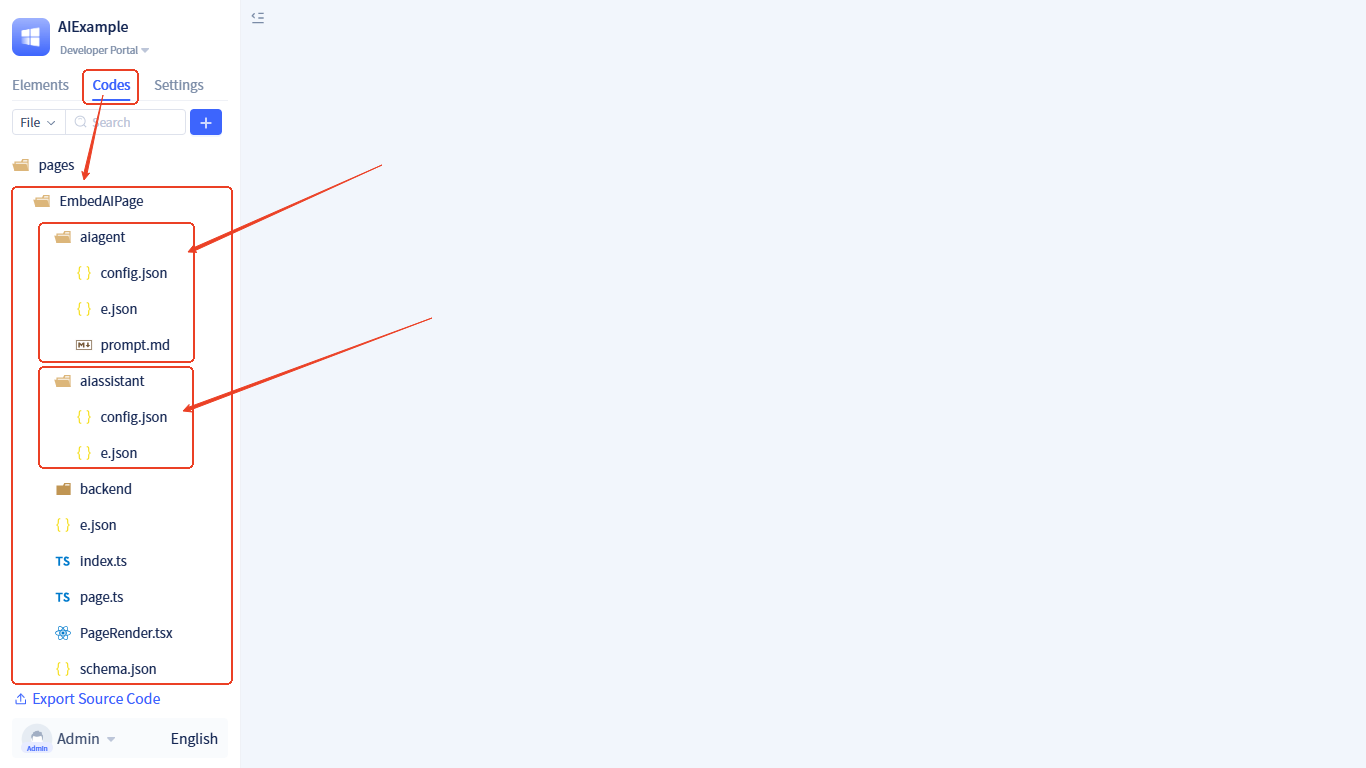 AIExample
Developer Portal
Elements Codes Settings
File Search
pages
EmbedAIPage
aiagent
{ } config.json
{ } e.json
M prompt.md
aiassistant
{ } config.json
{ } e.json
backend
{ } e.json
TS index.ts
TS page.ts
PageRender.tsx
{ } schema.json
Export Source Code
Admin Admin English